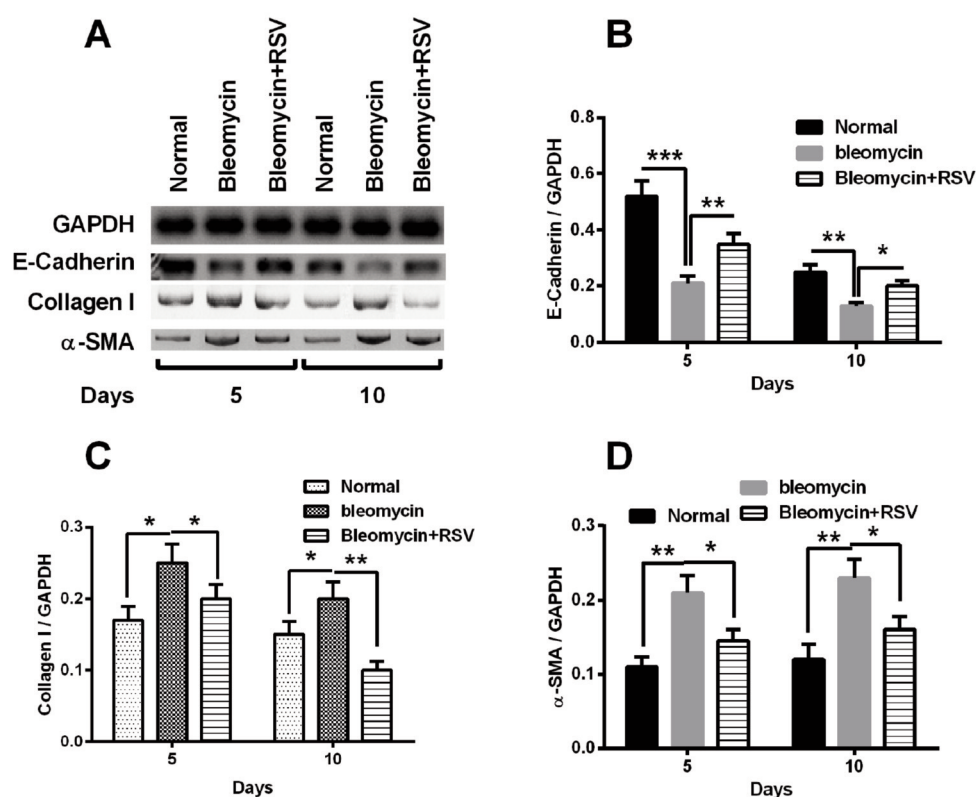 A
Normal
Bleomycin
Bleomycin+RSV
Normal
Bleomycin
Bleomycin+RSV
GAPDH
E-Cadherin
Collagen I
α-SMA
Days 5 10
B
Normal
bleomycin
Bleomycin+RSV
E-Cadherin / GAPDH
0.8
0.6
0.4
0.2
0.0
*** ** ** *
5 10
Days
C
Normal
bleomycin
Bleomycin+RSV
Collagen I / GAPDH
0.3
0.2
0.1
0.0
* * * **
5 10
Days
D
bleomycin
Normal Bleomycin+RSV
α-SMA / GAPDH
0.3
0.2
0.1
0.0
** * ** *
5 10
Days